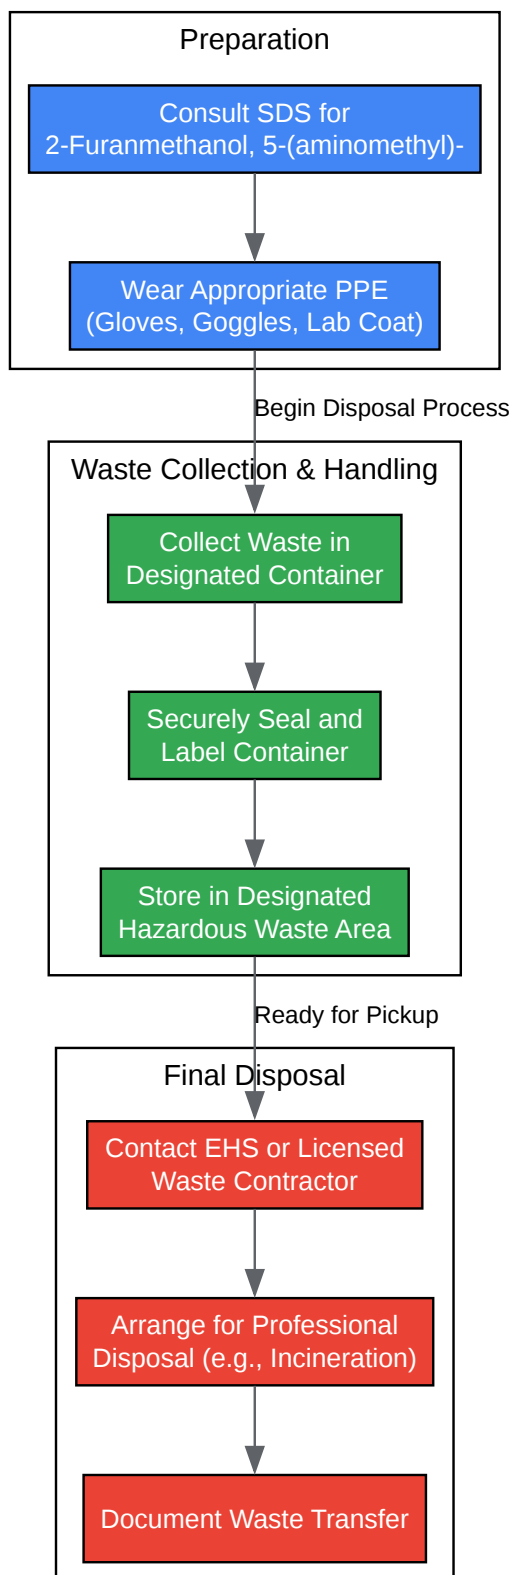 Preparation
Consult SDS for
2-Furanmethanol, 5-(aminomethyl)-
Wear Appropriate PPE
(Gloves, Goggles, Lab Coat)
Begin Disposal Process
Waste Collection & Handling
Collect Waste in
Designated Container
Securely Seal and
Label Container
Store in Designated
Hazardous Waste Area
Ready for Pickup
Final Disposal
Contact EHS or Licensed
Waste Contractor
Arrange for Professional
Disposal (e.g., Incineration)
Document Waste Transfer